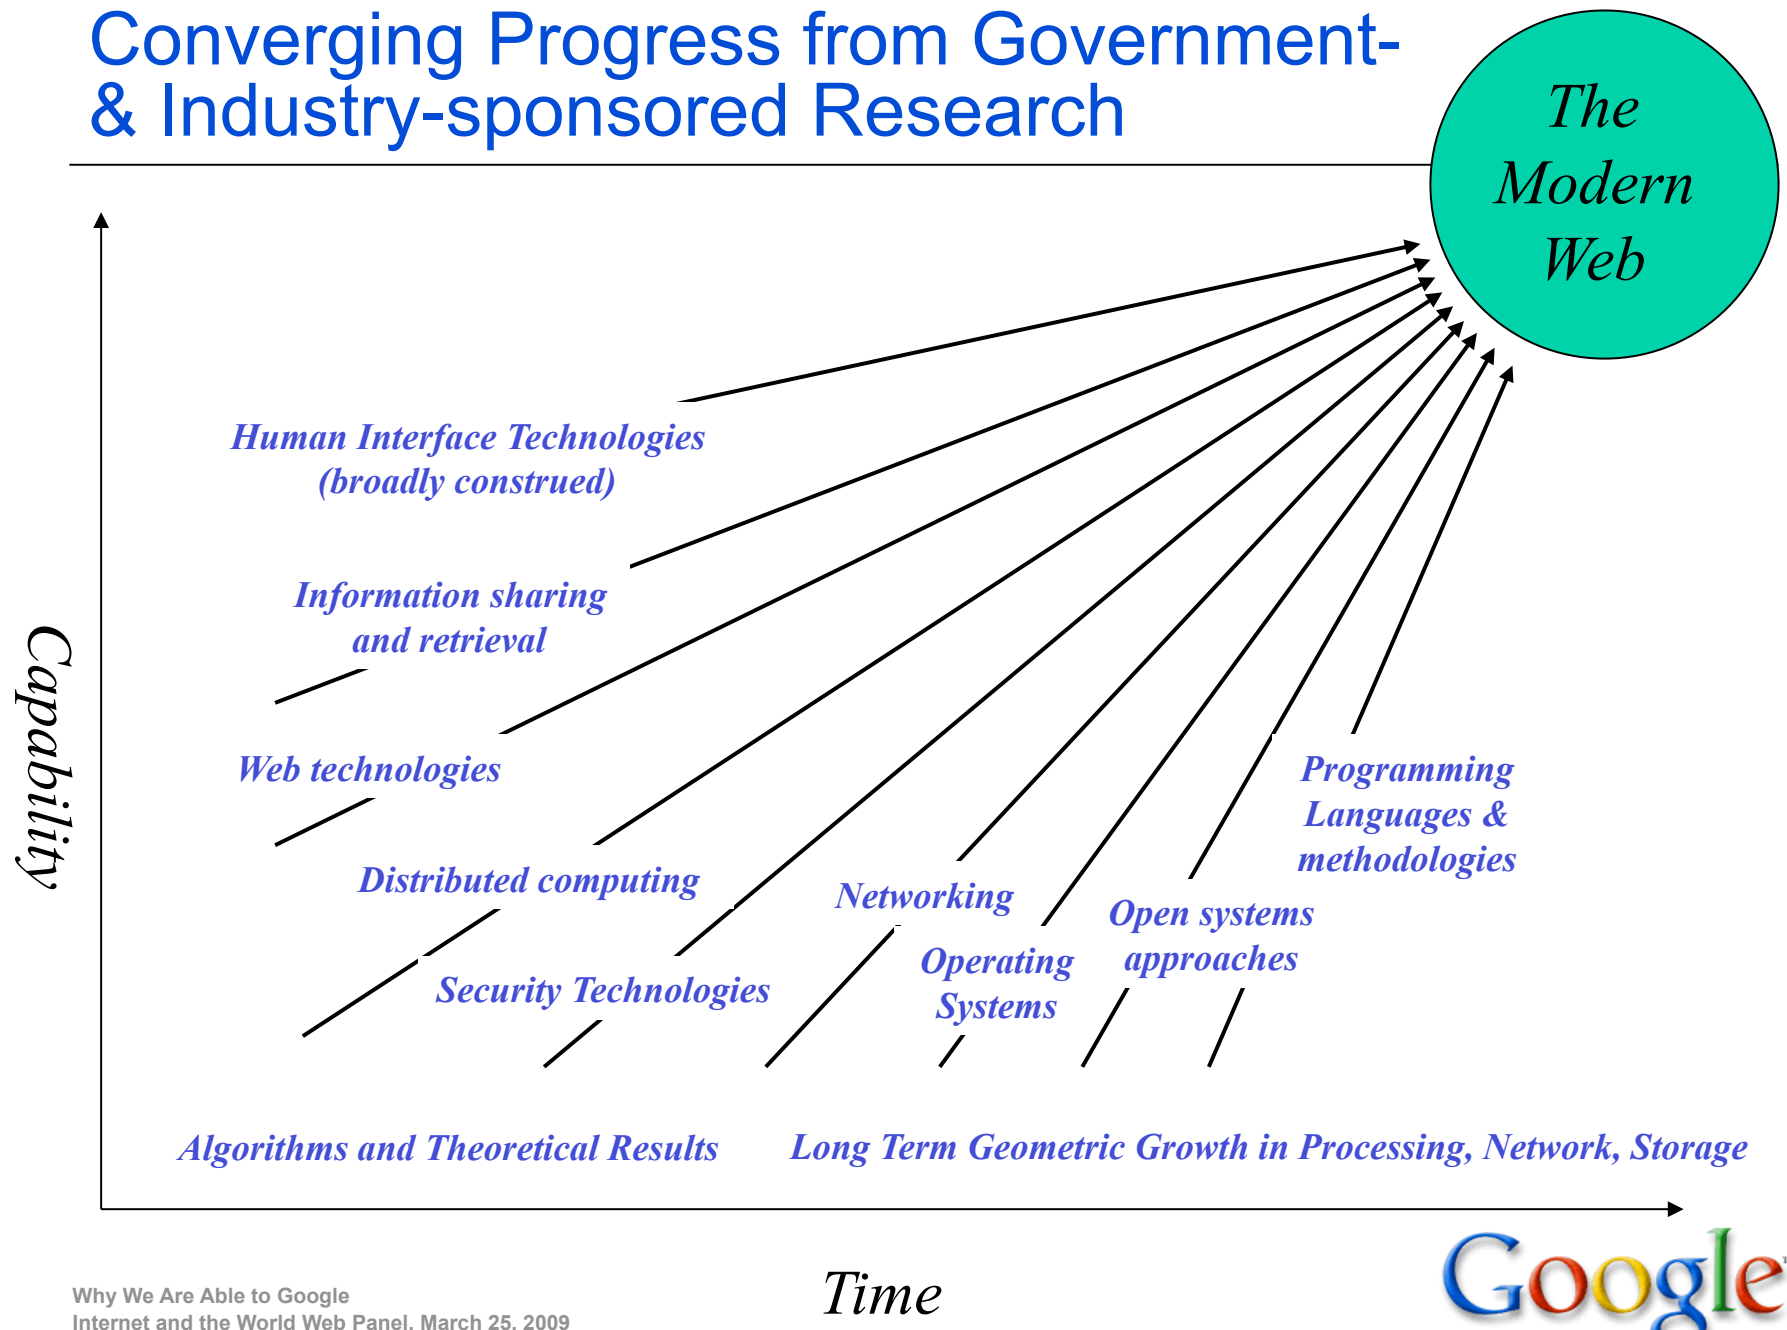 Converging Progress from Government-
& Industry-sponsored Research
The
Modern
Web
Human Interface Technologies
(broadly construed)
Information sharing
and retrieval
Capability
Web technologies
Programming
Languages &
methodologies
Distributed computing
Networking
Open systems
approaches
Operating
Systems
Security Technologies
Algorithms and Theoretical Results
Long Term Geometric Growth in Processing, Network, Storage
Time
Why We Are Able to Google
Internet and the World Web Panel, March 25, 2009
Google